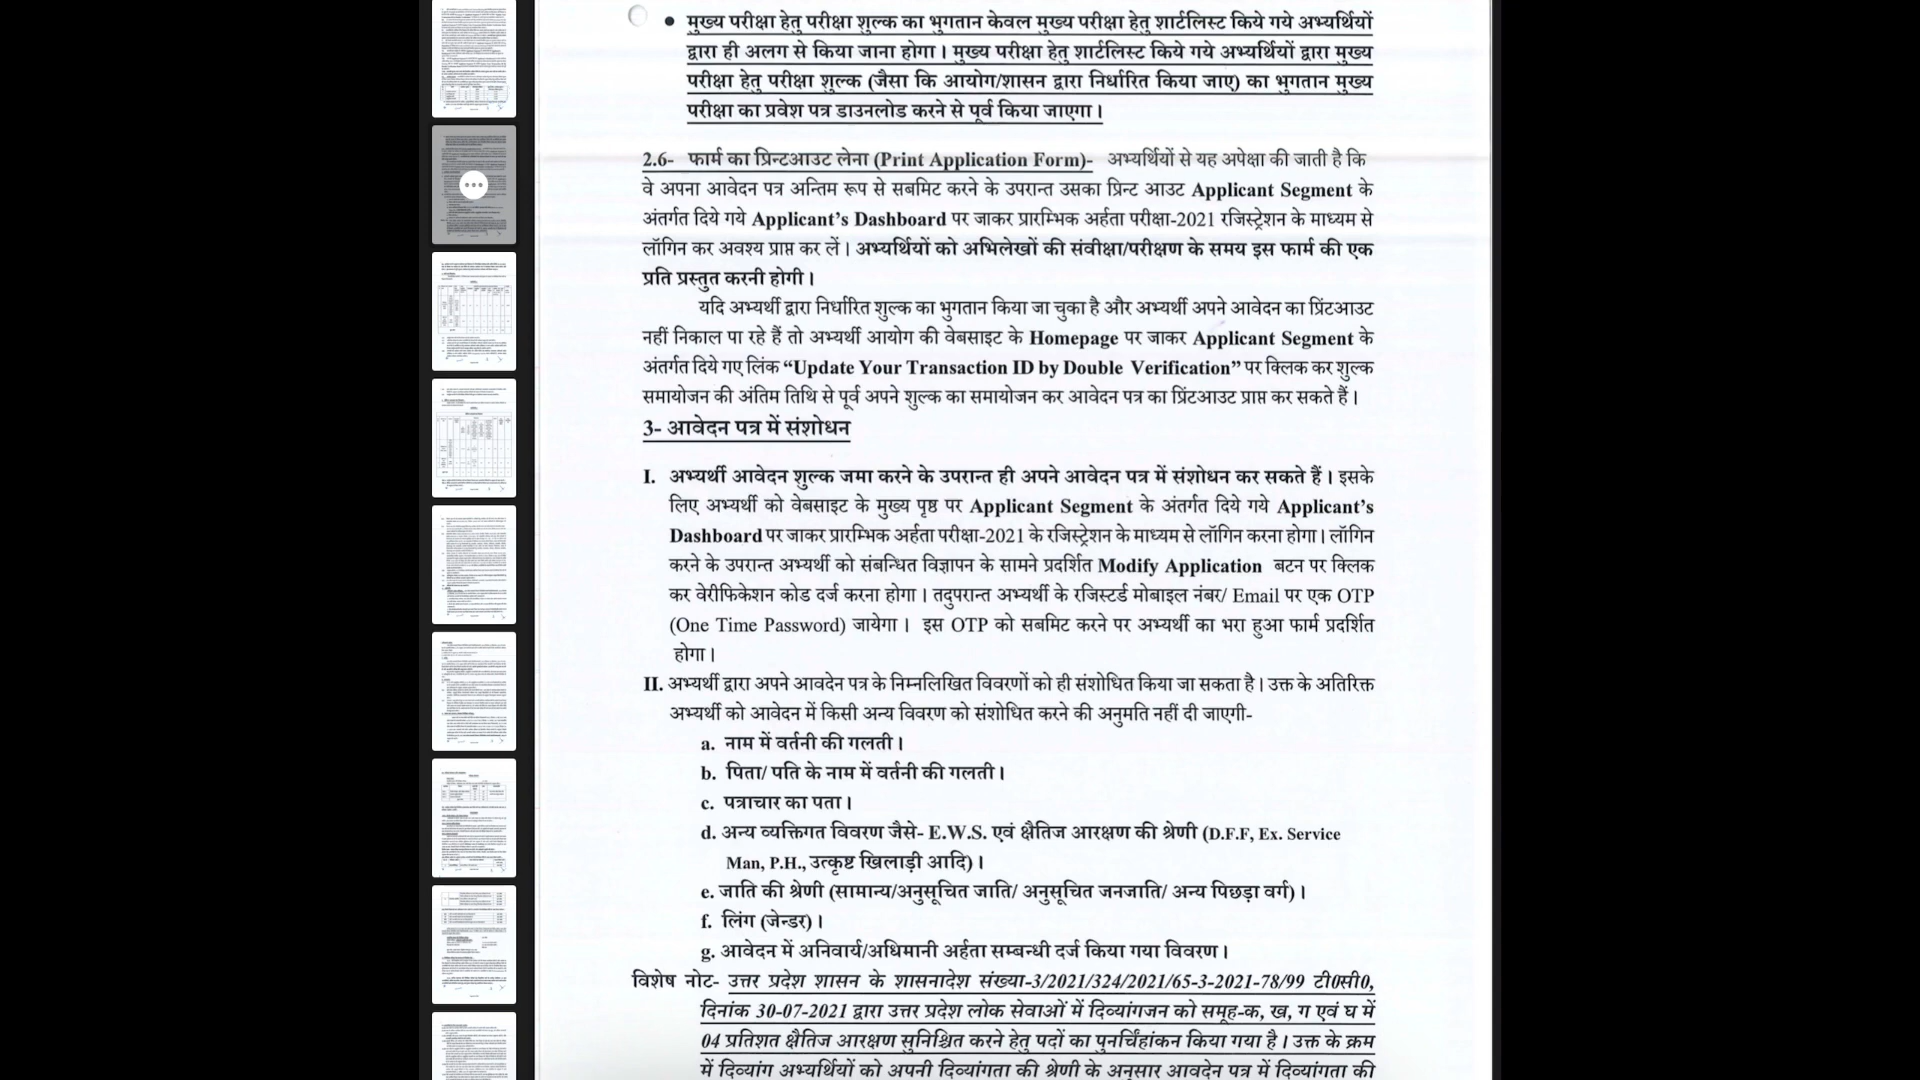 • मुख्य परीक्षा हेतु परीक्षा शुल्क का भुगतान केवल मुख्य परीक्षा हेतु शार्टलिस्ट किये गये अभ्यर्थियों
द्वारा ही अलग से किया जाना होगा। मुख्य परीक्षा हेतु शार्टलिस्ट किये गये अभ्यर्थियों द्वारा मुख्य
परीक्षा हेतु परीक्षा शुल्क (जैसा कि आयोग/शासन द्वारा निर्धारित किया जाए) का भुगतान मुख्य
परीक्षा का प्रवेश पत्र डाउनलोड करने से पूर्व किया जाएगा।
2.6- फार्म का प्रिन्टआउट लेना (Print Application Form)- अभ्यर्थियों से यह अपेक्षा की जाती है कि
वे अपना आवेदन पत्र अन्तिम रूप से सबमिट करने के उपरान्त उसका प्रिन्ट आउट Applicant Segment के
अंतर्गत दिये गये Applicant’s Dashboard पर जाकर प्रारम्भिक अर्हता परीक्षा-2021 रजिस्ट्रेशन के माध्यम से
लॉगिन कर अवश्य प्राप्त कर लें। अभ्यर्थियों को अभिलेखों की संवीक्षा/परीक्षण के समय इस फार्म की एक
प्रति प्रस्तुत करनी होगी।
यदि अभ्यर्थी द्वारा निर्धारित शुल्क का भुगतान किया जा चुका है और अभ्यर्थी अपने आवेदन का प्रिंटआउट
नहीं निकाल पा रहे हैं तो अभ्यर्थी आयोग की वेबसाइट के Homepage पर जाकर Applicant Segment के
अंतर्गत दिये गए लिंक “Update Your Transaction ID by Double Verification” पर क्लिक कर शुल्क
समायोजन की अंतिम तिथि से पूर्व अपने शुल्क का समायोजन कर आवेदन पत्र का प्रिंटआउट प्राप्त कर सकते हैं।
3- आवेदन पत्र में संशोधन
I. अभ्यर्थी आवेदन शुल्क जमा करने के उपरान्त ही अपने आवेदन पत्र में संशोधन कर सकते हैं। इसके
लिए अभ्यर्थी को वेबसाइट के मुख्य पृष्ठ पर Applicant Segment के अंतर्गत दिये गये Applicant’s
Dashboard पर जाकर प्रारम्भिक अर्हता परीक्षा-2021 के रजिस्ट्रेशन के माध्यम से लॉगिन करना होगा। लॉगिन
करने के उपरान्त अभ्यर्थी को संबन्धित विज्ञापन के सामने प्रदर्शित Modify Application बटन पर क्लिक
कर वेरीफिकेशन कोड दर्ज करना होगा। तदुपरान्त अभ्यर्थी के रजिस्टर्ड मोबाइल नंबर/ Email पर एक OTP
(One Time Password) जायेगा। इस OTP को सबमिट करने पर अभ्यर्थी का भरा हुआ फार्म प्रदर्शित
होगा।
II. अभ्यर्थी द्वारा अपने आवदेन पत्र के निम्नलिखित विवरणों को ही संशोधित किया जा सकता है। उक्त के अतिरिक्त
अभ्यर्थी को आवेदन में किसी अन्य विवरण को संशोधित करने की अनुमति नहीं दी जाएगी-
a. नाम में वर्तनी की गलती।
b. पिता/ पति के नाम में वर्तनी की गलती।
c. पत्राचार का पता।
d. अन्य व्यक्तिगत विवरण जैसे- E.W.S. एवं क्षैतिज आरक्षण की श्रेणी (D.F.F, Ex. Service
Man, P.H., उत्कृष्ट खिलाड़ी आदि)।
e. जाति की श्रेणी (सामान्य/अनुसूचित जाति/ अनुसूचित जनजाति/ अन्य पिछड़ा वर्ग)।
f. लिंग (जेन्डर)।
g. आवेदन में अनिवार्य/अधिमानी अर्हता सम्बन्धी दर्ज किया गया विवरण।
विशेष नोट- उत्तर प्रदेश शासन के शासनादेश संख्या-3/2021/324/2021/65-3-2021-78/99 टी0सी0,
दिनांक 30-07-2021 द्वारा उत्तर प्रदेश लोक सेवाओं में दिव्यांगजन को समूह-क, ख, ग एवं घ में
04 प्रतिशत क्षैतिज आरक्षण सुनिश्चित करने हेतु पदों का पुनर्चिंहांकन किया गया है। उक्त के क्रम
में दिव्यांग अभ्यर्थियों को अपनी दिव्यांगता की श्रेणी के अनुसार आवदेन पत्र में दिव्यांगता की